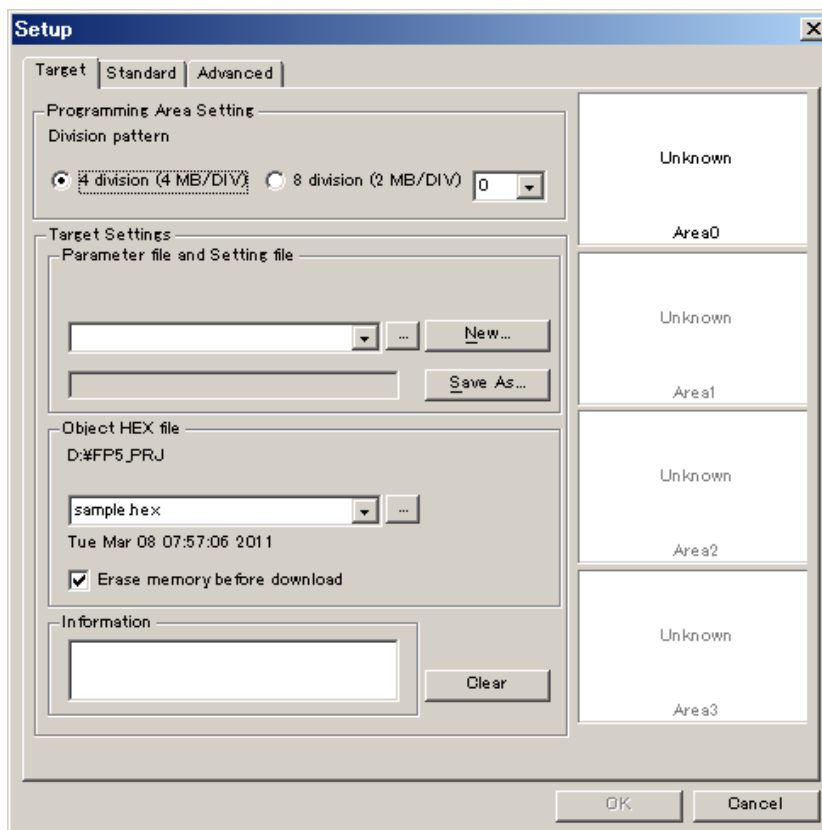 Setup
Target
Standard
Advanced
Programming Area Setting
Division pattern
4 division (4 MB/DIV)
8 division (2 MB/DIV)
0
Target Settings
Parameter file and Setting file
...
New...
Save As...
Object HEX file
D:¥FP5_PRJ
sample.hex
...
Tue Mar 08 07:57:06 2011
Erase memory before download
Information
Clear
Unknown
Area0
Unknown
Area1
Unknown
Area2
Unknown
Area3
OK
Cancel